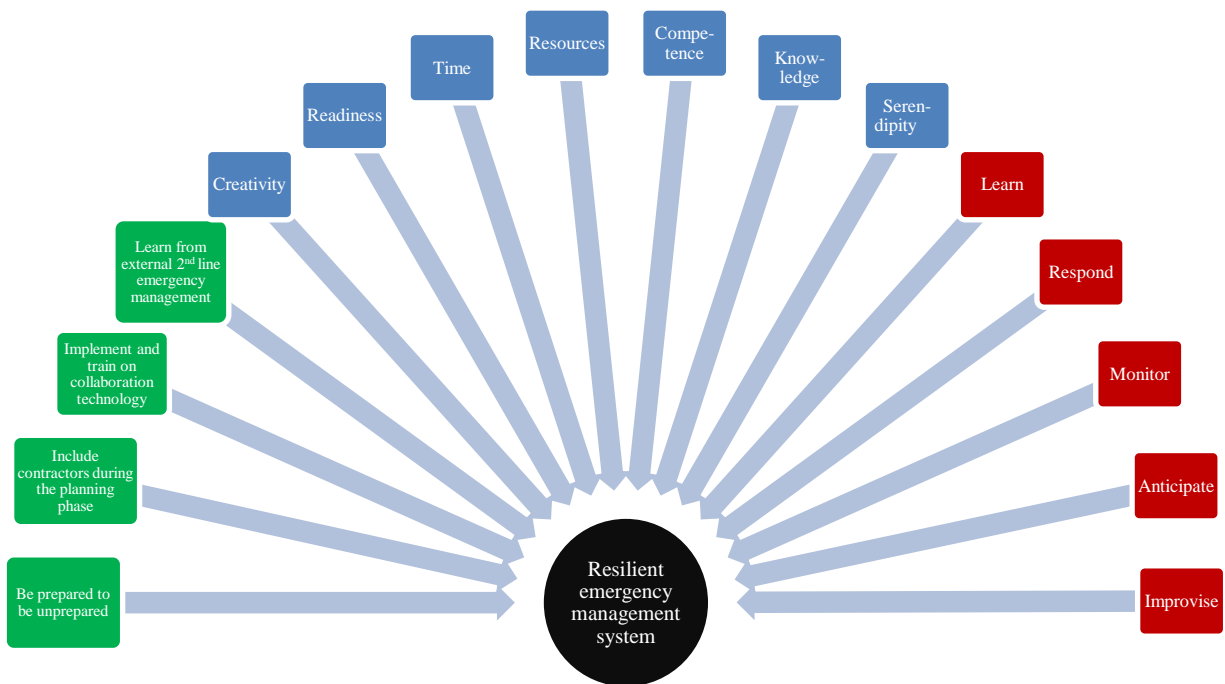 Compe-
tence
Resources
Know-
ledge
Time
Seren-
dipity
Readiness
Creativity
Learn
Learn from
external 2nd line
emergency
management
Respond
Implement and
train on
collaboration
technology
Monitor
Include
contractors during
the planning
phase
Anticipate
Be prepared to
be unprepared
Resilient
emergency
management
system
Improvise